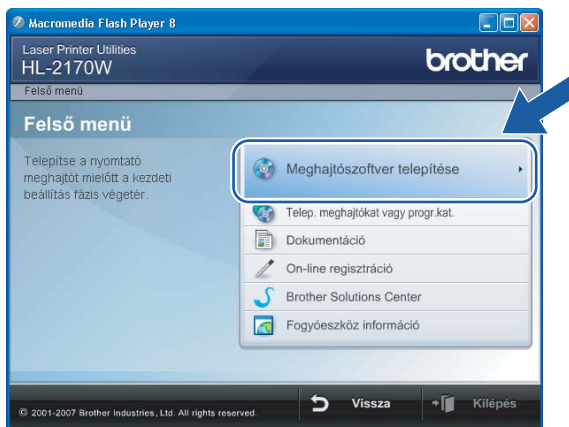 Macromedia Flash Player 8
Laser Printer Utilities
HL-2170W
brother
Felső menü
Felső menü
Telepítse a nyomtató
meghajtót mielőtt a kezdeti
beállítás fázis végetér.
Meghajtószoftver telepítése
Telep. meghajtókat vagy progr.kat.
Dokumentáció
On-line regisztráció
Brother Solutions Center
Fogyóeszköz információ
© 2001-2007 Brother Industries, Ltd. All rights reserved.
Vissza
Kilépés